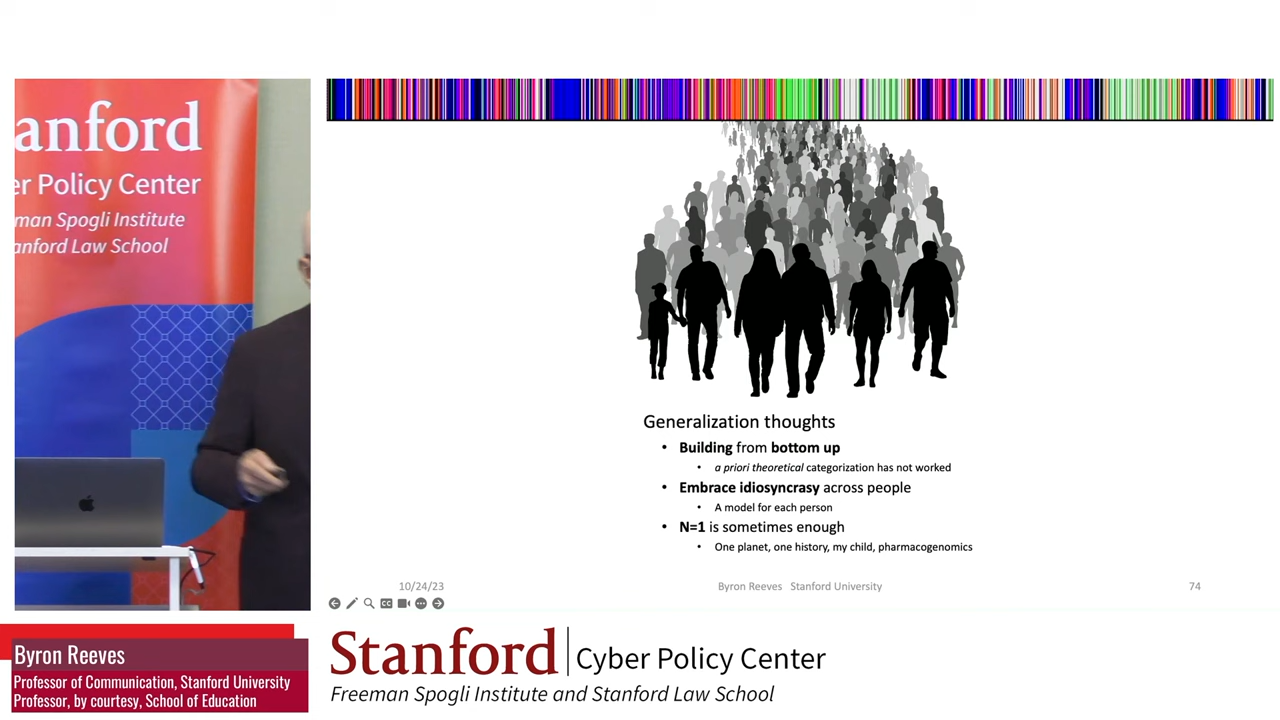 anford
er Policy Center
man Spogli Institute
anford Law School
Generalization thoughts
• Building from bottom up
• a priori theoretical categorization has not worked
• Embrace idiosyncrasy across people
• A model for each person
• N=1 is sometimes enough
• One planet, one history, my child, pharmacogenomics
10/24/23
Byron Reeves Stanford University
74
CC
Byron Reeves
Professor of Communication, Stanford University
Professor, by courtesy, School of Education
Stanford | Cyber Policy Center
Freeman Spogli Institute and Stanford Law School